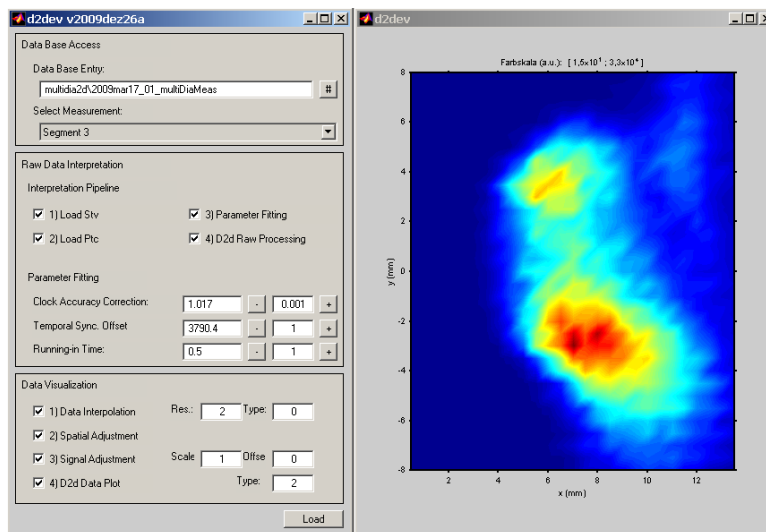 d2dev v2009dez26a
Data Base Access
Data Base Entry:
multidia2d\2009mar17_01_multiDiaMeas #
Select Measurement:
Segment 3
Raw Data Interpretation
Interpretation Pipeline
1) Load Stv 3) Parameter Fitting
2) Load Ptc 4) D2d Raw Processing
Parameter Fitting
Clock Accuracy Correction: 1.017 - 0.001 +
Temporal Sync. Offset 3790.4 - 1 +
Running-in Time: 0.5 - 1 +
Data Visualization
1) Data Interpolation Res.: 2 Type: 0
2) Spatial Adjustment
3) Signal Adjustment Scale 1 Offse 0
4) D2d Data Plot Type: 2
Load
d2dev
Farbskala (a.u.): [ 1,5×10¹ ; 3,3×10⁴ ]
8
6
4
2
0
-2
-4
-6
-8
y (mm)
2 4 6 8 10 12
x (mm)